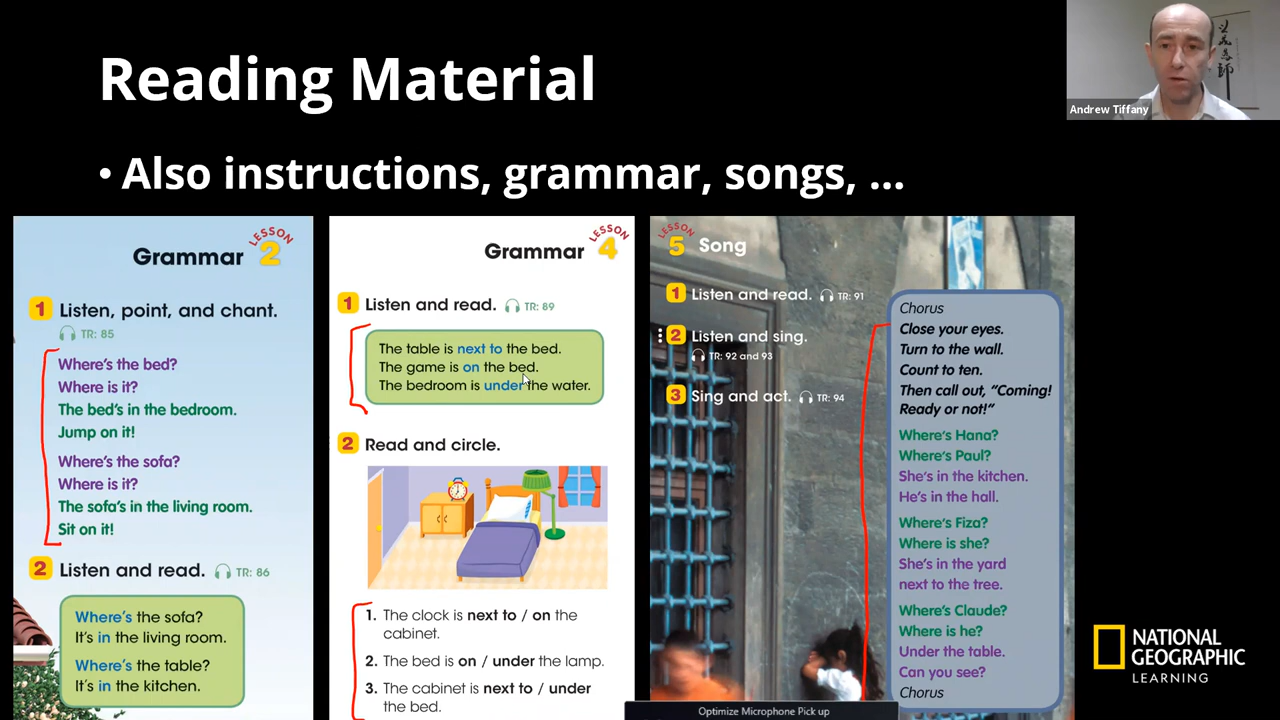 Reading Material
• Also instructions, grammar, songs, ...
Andrew Tiffany
Grammar
LESSON
2
1 Listen, point, and chant.
TR: 85
Where's the bed?
Where is it?
The bed's in the bedroom.
Jump on it!
Where's the sofa?
Where is it?
The sofa's in the living room.
Sit on it!
2 Listen and read. TR: 86
Where's the sofa?
It's in the living room.
Where's the table?
It's in the kitchen.
Grammar
LESSON
4
1 Listen and read. TR: 89
The table is next to the bed.
The game is on the bed.
The bedroom is under the water.
2 Read and circle.
1. The clock is next to / on the
cabinet.
2. The bed is on / under the lamp.
3. The cabinet is next to / under
the bed.
LESSON
5 Song
1 Listen and read. TR: 91
2 Listen and sing.
TR: 92 and 93
3 Sing and act. TR: 94
Chorus
Close your eyes.
Turn to the wall.
Count to ten.
Then call out, "Coming!
Ready or not!"
Where's Hana?
Where's Paul?
She's in the kitchen.
He's in the hall.
Where's Fiza?
Where is she?
She's in the yard
next to the tree.
Where's Claude?
Where is he?
Under the table.
Can you see?
Chorus
NATIONAL
GEOGRAPHIC
LEARNING
Optimize Microphone Pick up